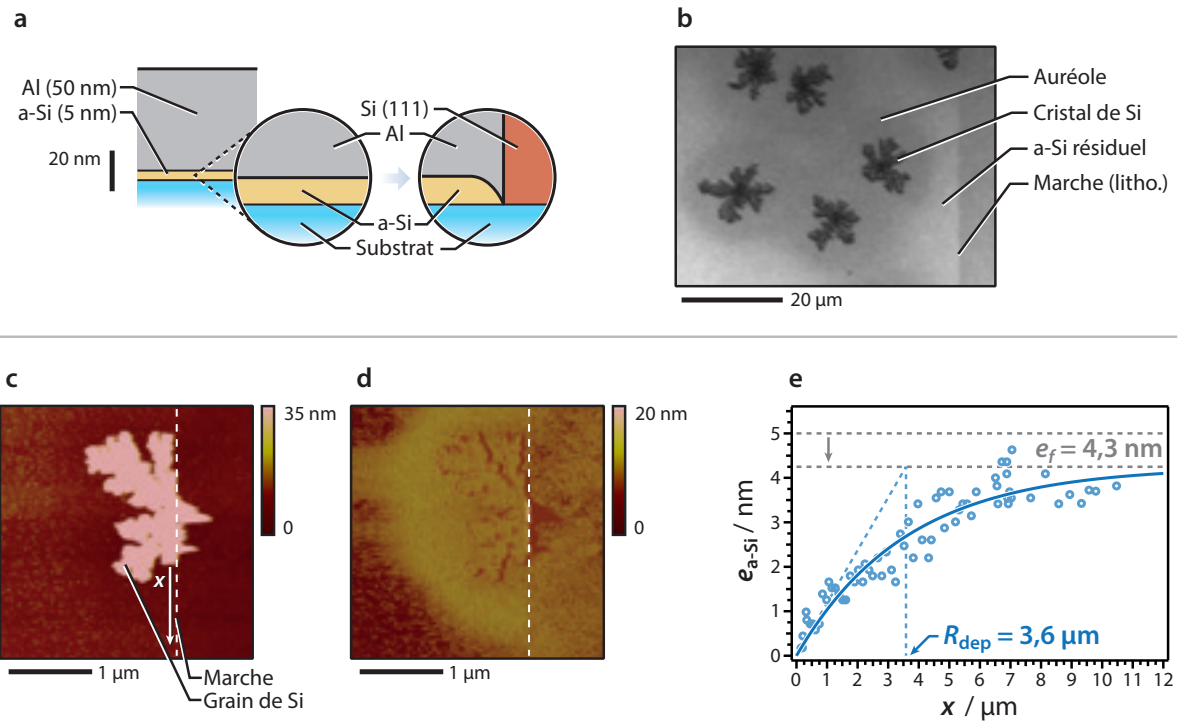 a
Al (50 nm)
a-Si (5 nm)
20 nm
Si (111)
Al
a-Si
Substrat
b
Auréole
Cristal de Si
a-Si résiduel
Marche (litho.)
20 µm
c
35 nm
0
x
1 µm
Marche
Grain de Si
d
20 nm
0
1 µm
e
5
4
3
2
1
0
e a-Si / nm
ef = 4,3 nm
Rdep = 3,6 µm
0 1 2 3 4 5 6 7 8 9 10 11 12
x / µm